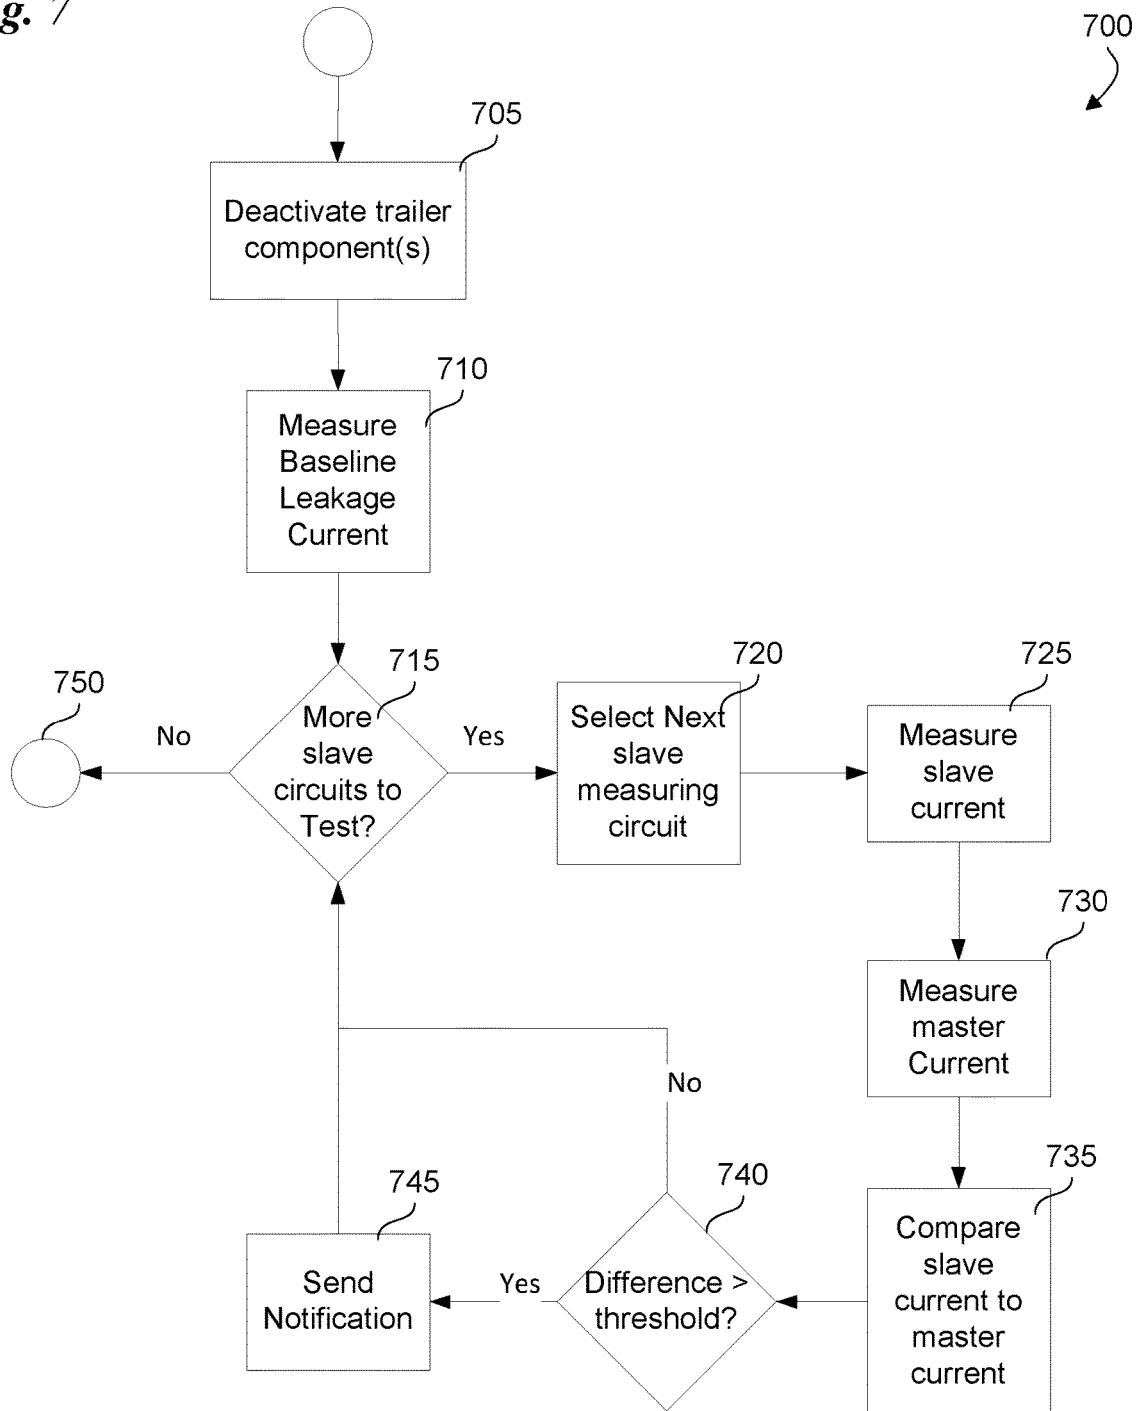 g. 7
700
705
Deactivate trailer
component(s)
710
Measure
Baseline
Leakage
Current
715
More
slave
circuits to
Test?
750
No
Yes
720
Select Next
slave
measuring
circuit
725
Measure
slave
current
730
Measure
master
Current
735
Compare
slave
current to
master
current
740
Difference >
threshold?
No
Yes
745
Send
Notification